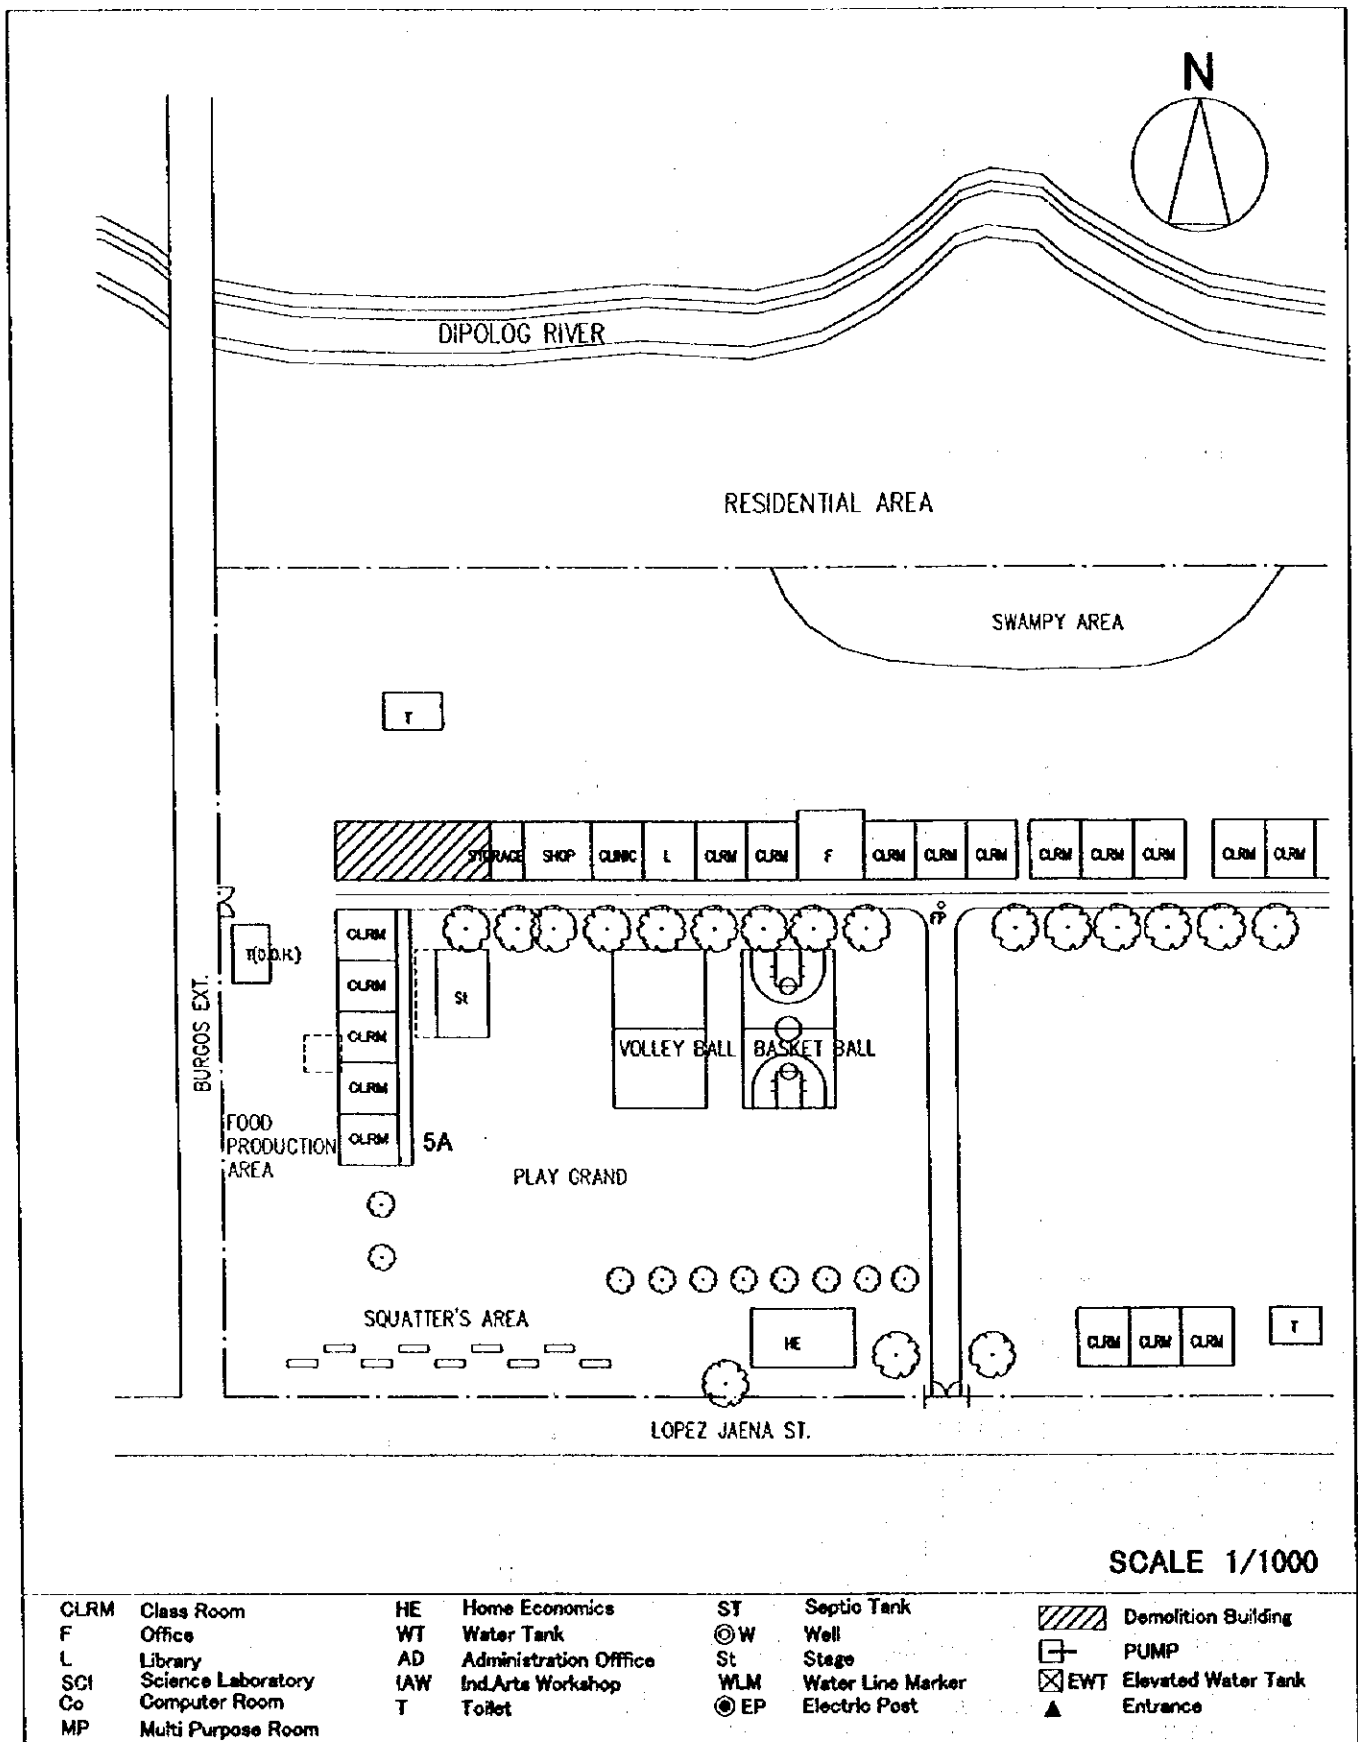 N
DIPOLOG RIVER
RESIDENTIAL AREA
SWAMPY AREA
T
STORAGE SHOP CLINIC L CLRM CLRM F CLRM CLRM CLRM CLRM CLRM CLRM CLRM CLRM
CLRM
T(D.O.H.)
CLRM
St
CLRM
VOLLEY BALL BASKET BALL
BURGOS EXT.
CLRM
FOOD
PRODUCTION
AREA
CLRM
5A
PLAY GRAND
SQUATTER'S AREA
HE
CLRM CLRM CLRM
T
LOPEZ JAENA ST.
SCALE 1/1000
CLRM Class Room
F Office
L Library
SCI Science Laboratory
Co Computer Room
MP Multi Purpose Room
HE Home Economics
WT Water Tank
AD Administration Offfice
IAW Ind.Arts Workshop
T Toilet
ST Septic Tank
W Well
St Stage
WLM Water Line Marker
EP Electric Post
Demolition Building
PUMP
EWT Elevated Water Tank
Entrance